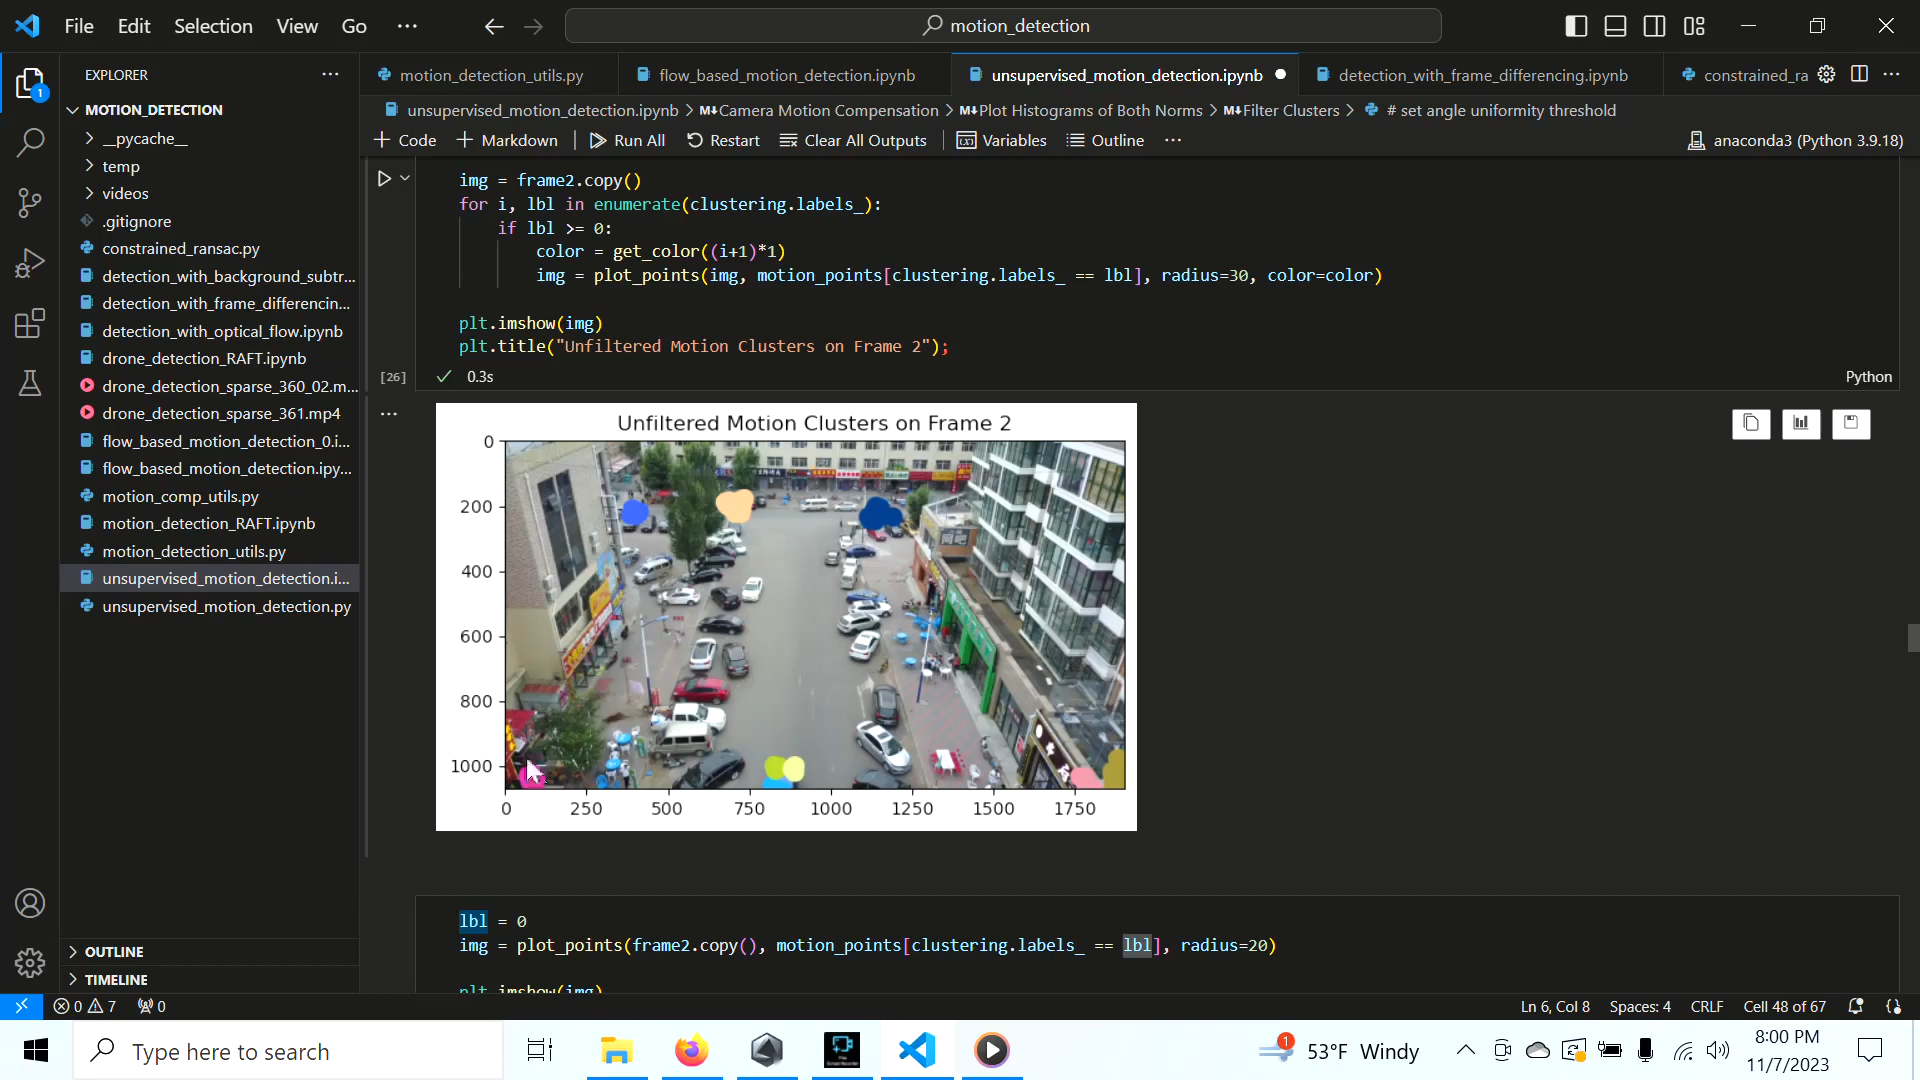 File Edit Selection View Go ···
motion_detection
EXPLORER ···
MOTION_DETECTION
__pycache__
temp
videos
.gitignore
constrained_ransac.py
detection_with_background_subtr...
detection_with_frame_differencin...
detection_with_optical_flow.ipynb
drone_detection_RAFT.ipynb
drone_detection_sparse_360_02.m...
drone_detection_sparse_361.mp4
flow_based_motion_detection_0.i...
flow_based_motion_detection.ipy...
motion_comp_utils.py
motion_detection_RAFT.ipynb
motion_detection_utils.py
unsupervised_motion_detection.i...
unsupervised_motion_detection.py
OUTLINE
TIMELINE
motion_detection_utils.py flow_based_motion_detection.ipynb unsupervised_motion_detection.ipynb detection_with_frame_differencing.ipynb constrained_ra ···
unsupervised_motion_detection.ipynb > M↓Camera Motion Compensation > M↓Plot Histograms of Both Norms > M↓Filter Clusters > # set angle uniformity threshold
+ Code + Markdown | Run All Restart Clear All Outputs | Variables Outline ··· anaconda3 (Python 3.9.18)
img = frame2.copy()
for i, lbl in enumerate(clustering.labels_):
if lbl >= 0:
color = get_color((i+1)*1)
img = plot_points(img, motion_points[clustering.labels_ == lbl], radius=30, color=color)
plt.imshow(img)
plt.title("Unfiltered Motion Clusters on Frame 2");
[26] 0.3s Python
Unfiltered Motion Clusters on Frame 2
0
200
400
600
800
1000
0 250 500 750 1000 1250 1500 1750
lbl = 0
img = plot_points(frame2.copy(), motion_points[clustering.labels_ == lbl], radius=20)
plt.imshow(img)
0 7 0 Ln 6, Col 8 Spaces: 4 CRLF Cell 48 of 67
Type here to search
1 53°F Windy
8:00 PM
11/7/2023